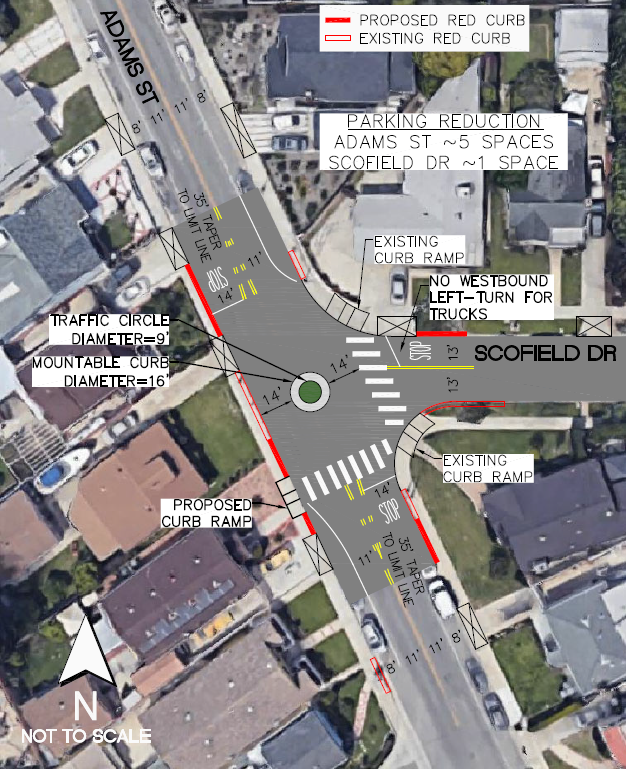 PROPOSED RED CURB
EXISTING RED CURB
ADAMS ST
8' 11' 11' 8'
PARKING REDUCTION
ADAMS ST ~5 SPACES
SCOFIELD DR ~1 SPACE
35' TAPER
TO LIMIT LINE
11'
STOP
14'
EXISTING
CURB RAMP
NO WESTBOUND
LEFT-TURN FOR
TRUCKS
TRAFFIC CIRCLE
DIAMETER=9'
MOUNTABLE CURB
DIAMETER=16'
STOP
13'
SCOFIELD DR
13'
14'
14'
EXISTING
CURB RAMP
PROPOSED
CURB RAMP
14'
STOP
11'
35' TAPER
TO LIMIT LINE
8' 11' 11' 8'
N
NOT TO SCALE